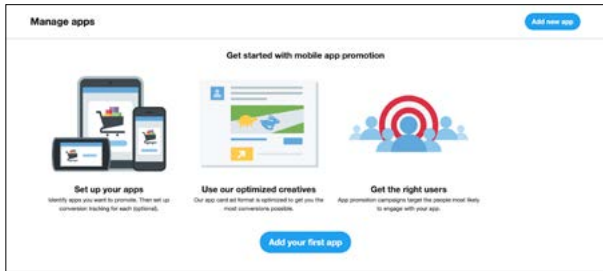 Manage apps
Add new app
Get started with mobile app promotion
Set up your apps
Identify apps you want to promote. Then set up
conversion tracking for each (optional).
Use our optimized creatives
Our app card ad format is optimized to get you the
most conversions possible.
Get the right users
App promotion campaigns target the people most likely
to engage with your app.
Add your first app